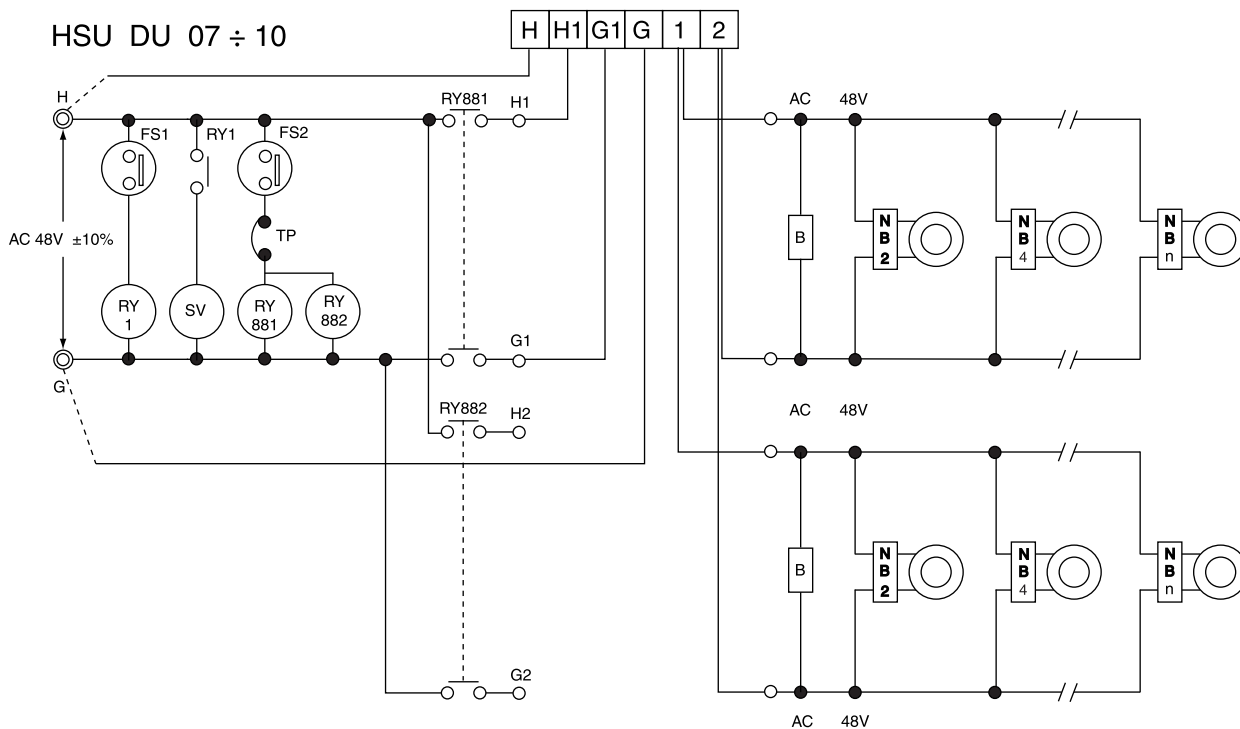 HSU DU 07 ÷ 10
H H1 G1 G 1 2
H
RY881
H1
AC 48V
FS1
RY1
FS2
AC 48V ±10%
TP
B
N
B
2
N
B
4
N
B
n
RY
1
SV
RY
881
RY
882
G1
G
RY882
H2
AC 48V
B
N
B
2
N
B
4
N
B
n
G2
AC 48V